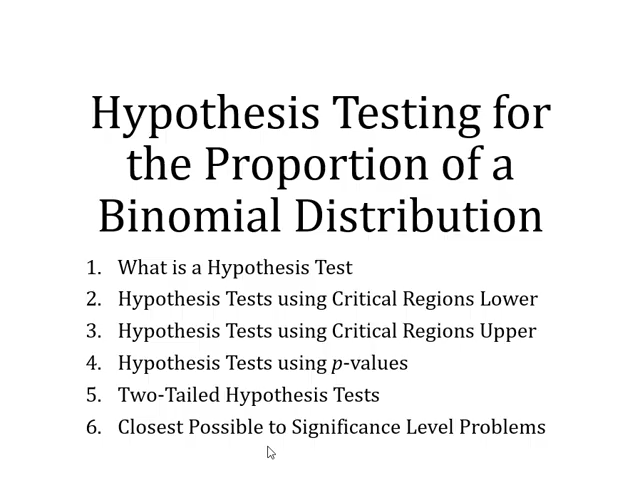 Hypothesis Testing for
the Proportion of a
Binomial Distribution
1. What is a Hypothesis Test
2. Hypothesis Tests using Critical Regions Lower
3. Hypothesis Tests using Critical Regions Upper
4. Hypothesis Tests using p-values
5. Two-Tailed Hypothesis Tests
6. Closest Possible to Significance Level Problems